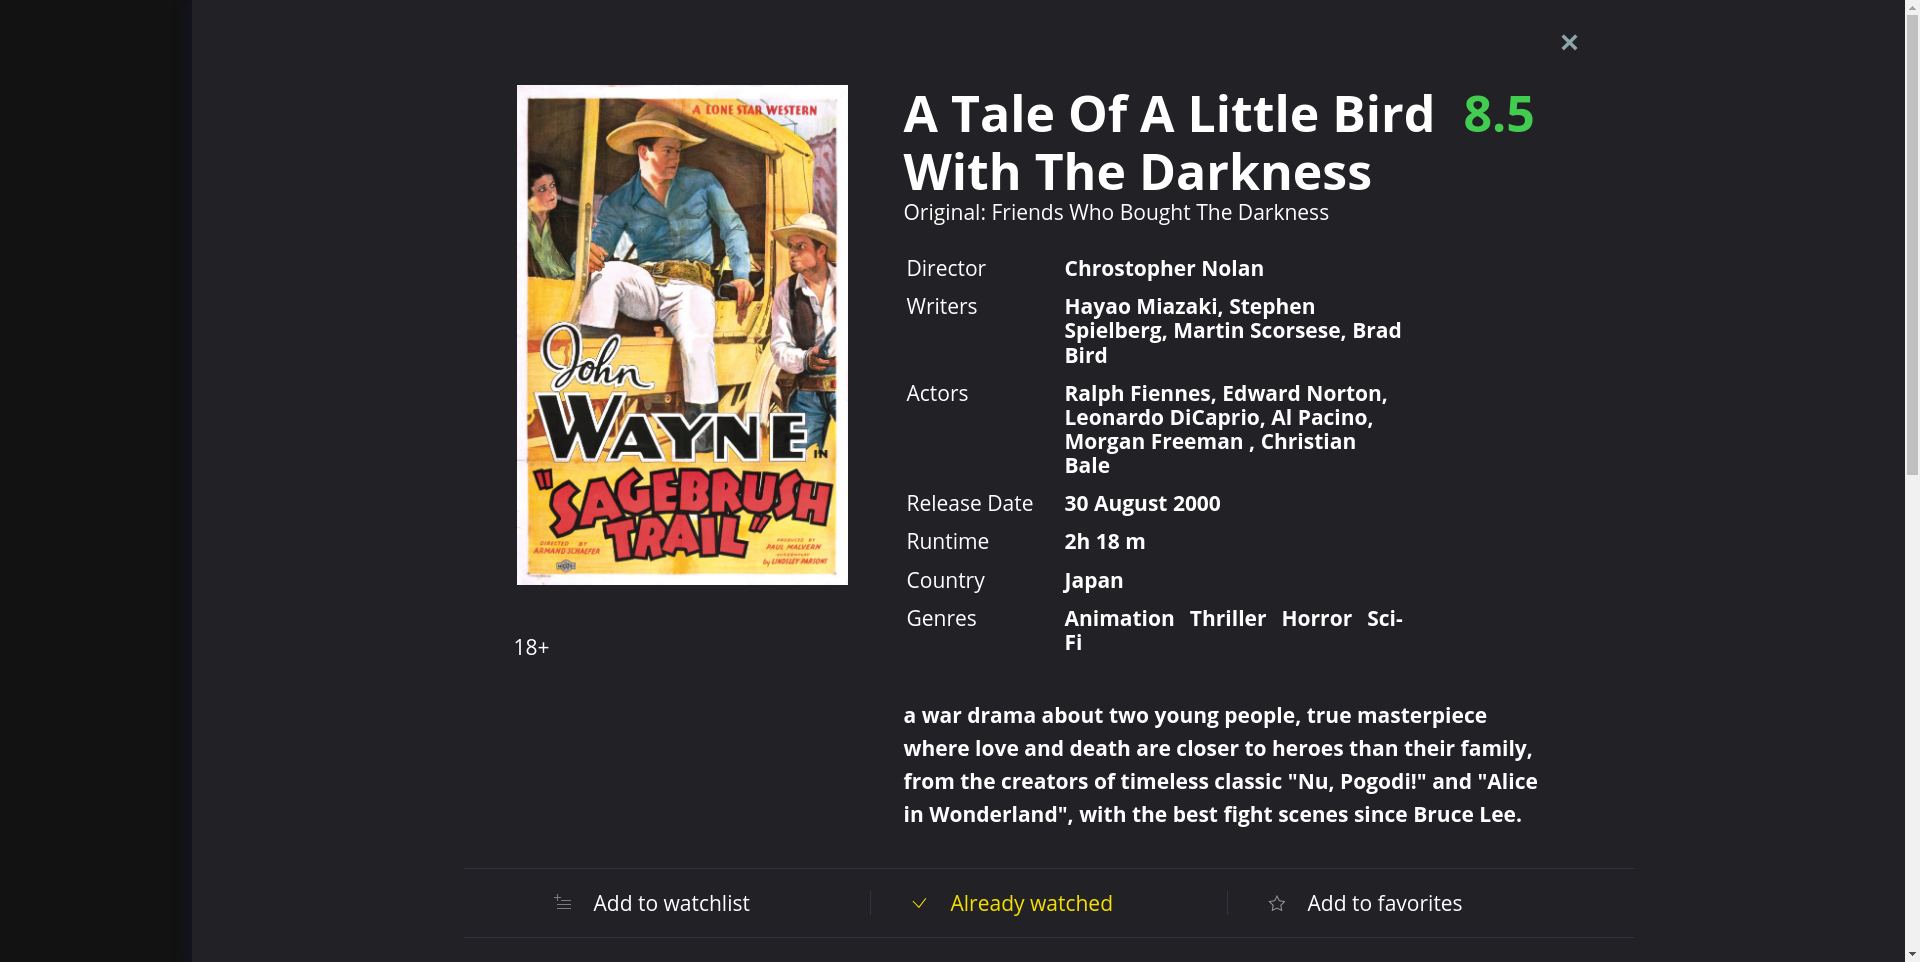 ×
A LONE STAR WESTERN
John
WAYNE
IN
"SAGEBRUSH
TRAIL"
DIRECTED BY
ARMAND SCHAEFER
PRODUCED BY
PAUL MALVERN
SCREENPLAY
by LINDSLEY PARSONS
18+
A Tale Of A Little Bird 8.5
With The Darkness
Original: Friends Who Bought The Darkness
Director Chrostopher Nolan
Writers Hayao Miazaki, Stephen
Spielberg, Martin Scorsese, Brad
Bird
Actors Ralph Fiennes, Edward Norton,
Leonardo DiCaprio, Al Pacino,
Morgan Freeman , Christian
Bale
Release Date 30 August 2000
Runtime 2h 18 m
Country Japan
Genres Animation Thriller Horror Sci-
Fi
a war drama about two young people, true masterpiece
where love and death are closer to heroes than their family,
from the creators of timeless classic "Nu, Pogodi!" and "Alice
in Wonderland", with the best fight scenes since Bruce Lee.
Add to watchlist Already watched Add to favorites